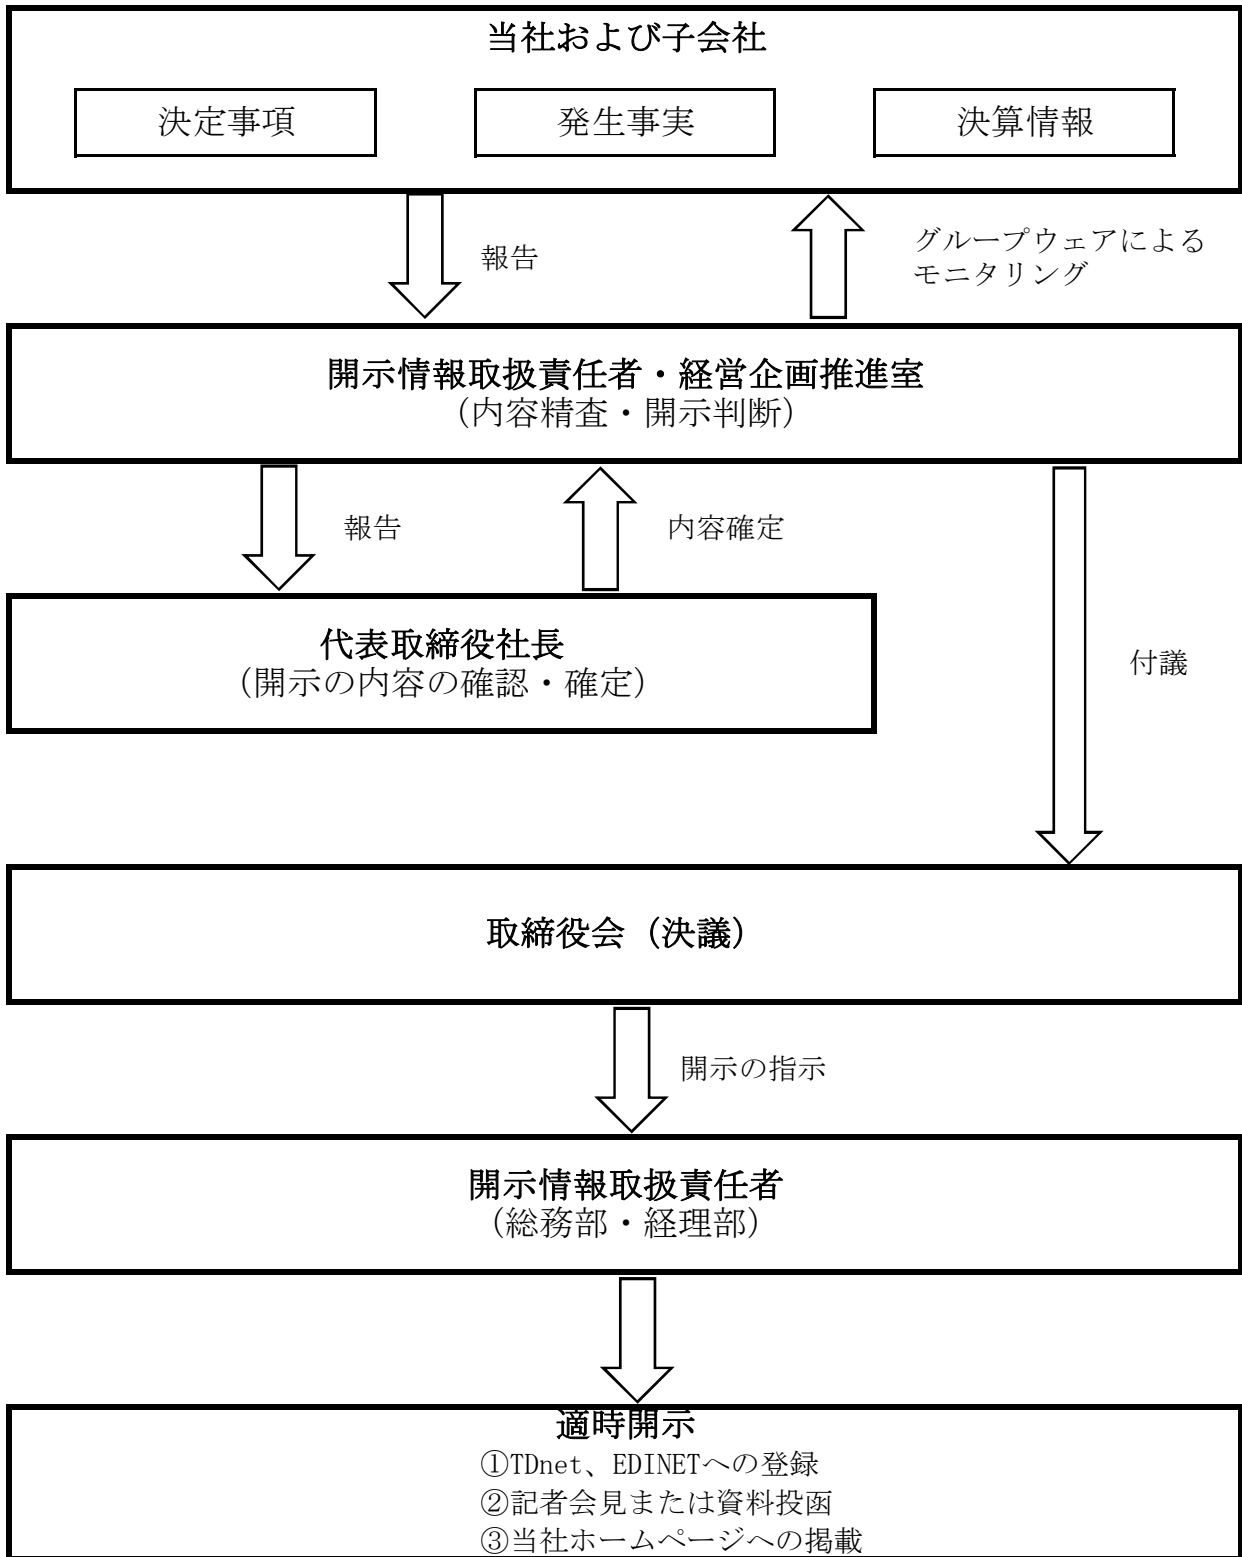 当社および子会社
決定事項
発生事実
決算情報
報告
グループウェアによる
モニタリング
開示情報取扱責任者・経営企画推進室
（内容精査・開示判断）
報告
内容確定
代表取締役社長
（開示の内容の確認・確定）
付議
取締役会（決議）
開示の指示
開示情報取扱責任者
（総務部・経理部）
適時開示
①TDnet、EDINETへの登録
②記者会見または資料投函
③当社ホームページへの掲載